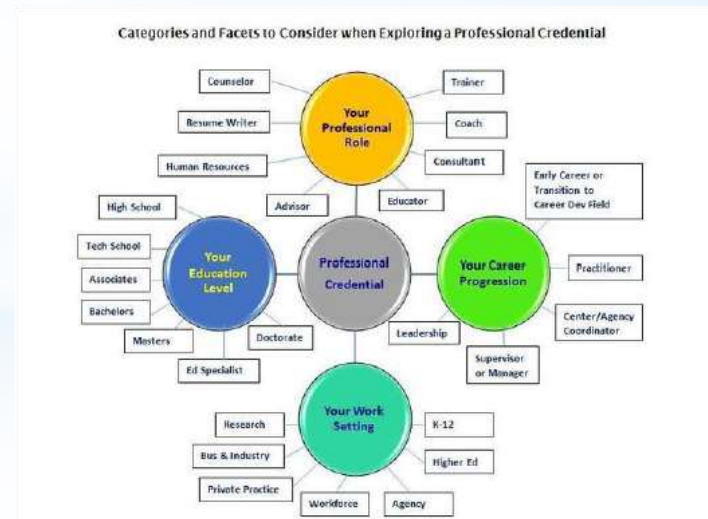 Categories and Facets to Consider when Exploring a Professional Credential
Counselor
Resume Writer
Human Resources
Advisor
Your
Professional
Role
Trainer
Coach
Consultant
Educator
High School
Tech School
Associates
Bachelors
Masters
Ed Specialist
Doctorate
Your
Education
Level
Professional
Credential
Your Career
Progression
Early Career or
Transition to
Career Dev Field
Practitioner
Center/Agency
Coordinator
Supervisor
or Manager
Leadership
Your Work
Setting
Research
Bus & Industry
Private Practice
Workforce
Agency
Higher Ed
K-12